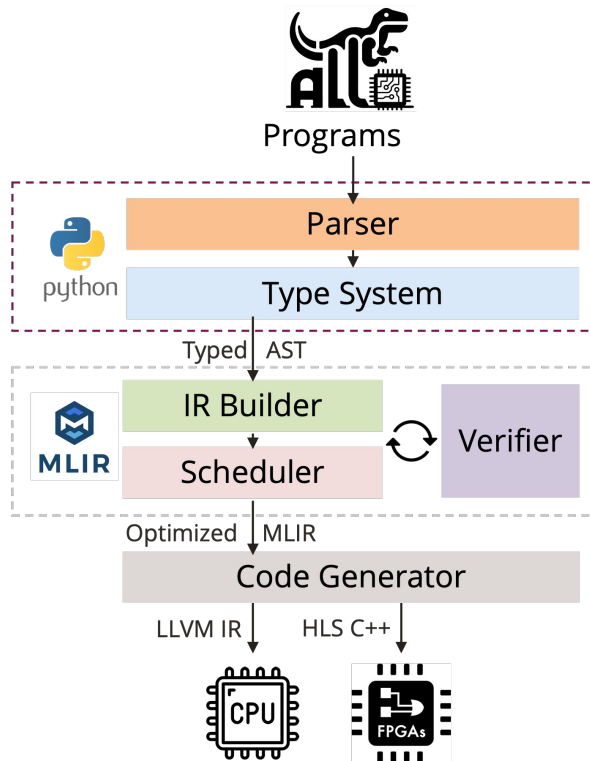 ALLO
Programs
Parser
python
Type System
Typed AST
IR Builder
MLIR
Verifier
Scheduler
Optimized MLIR
Code Generator
LLVM IR
HLS C++
CPU
FPGAs